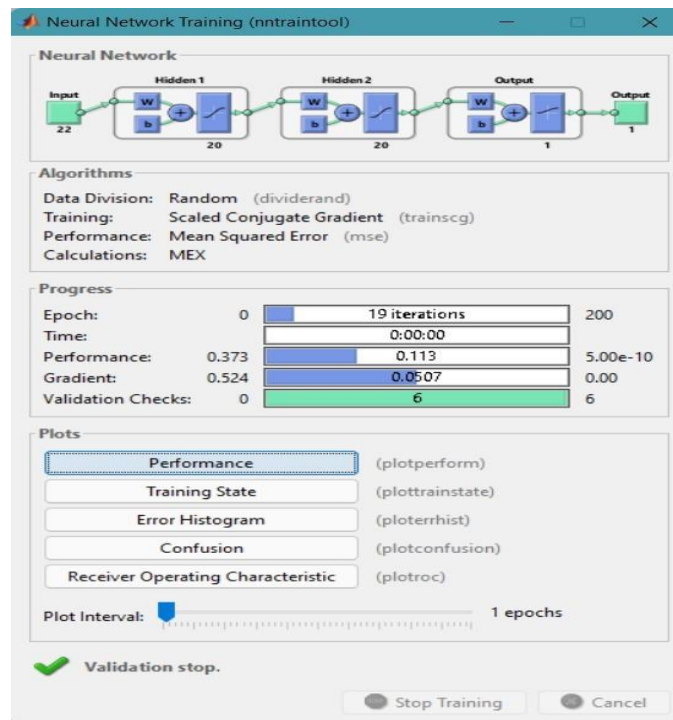 Neural Network Training (nntraintool)
Neural Network
Hidden 1 Hidden 2 Output
Input Output
W W W
b b b
22 1
20 20 1
Algorithms
Data Division: Random (dividerand)
Training: Scaled Conjugate Gradient (trainscg)
Performance: Mean Squared Error (mse)
Calculations: MEX
Progress
Epoch: 0 19 iterations 200
Time: 0:00:00
Performance: 0.373 0.113 5.00e-10
Gradient: 0.524 0.0507 0.00
Validation Checks: 0 6 6
Plots
Performance (plotperform)
Training State (plottrainstate)
Error Histogram (ploterrhist)
Confusion (plotconfusion)
Receiver Operating Characteristic (plotroc)
Plot Interval: 1 epochs
Validation stop.
Stop Training Cancel